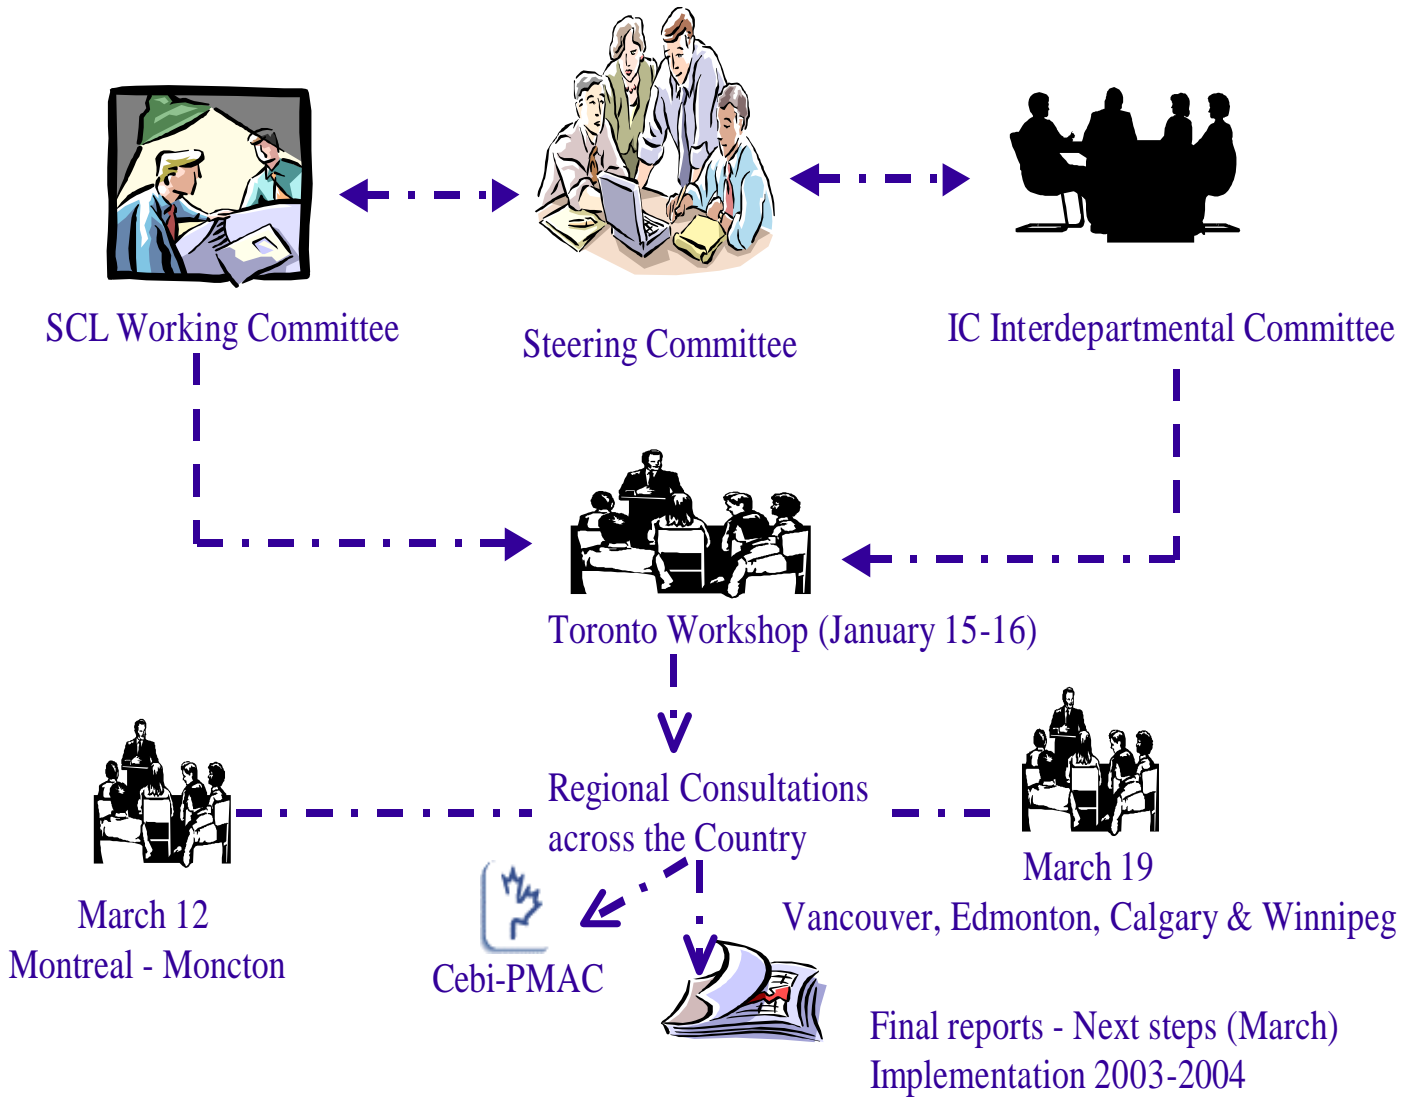 SCL Working Committee
Steering Committee
IC Interdepartmental Committee
Toronto Workshop (January 15-16)
Regional Consultations
across the Country
March 12
Montreal - Moncton
March 19
Vancouver, Edmonton, Calgary & Winnipeg
Cebi-PMAC
Final reports - Next steps (March)
Implementation 2003-2004